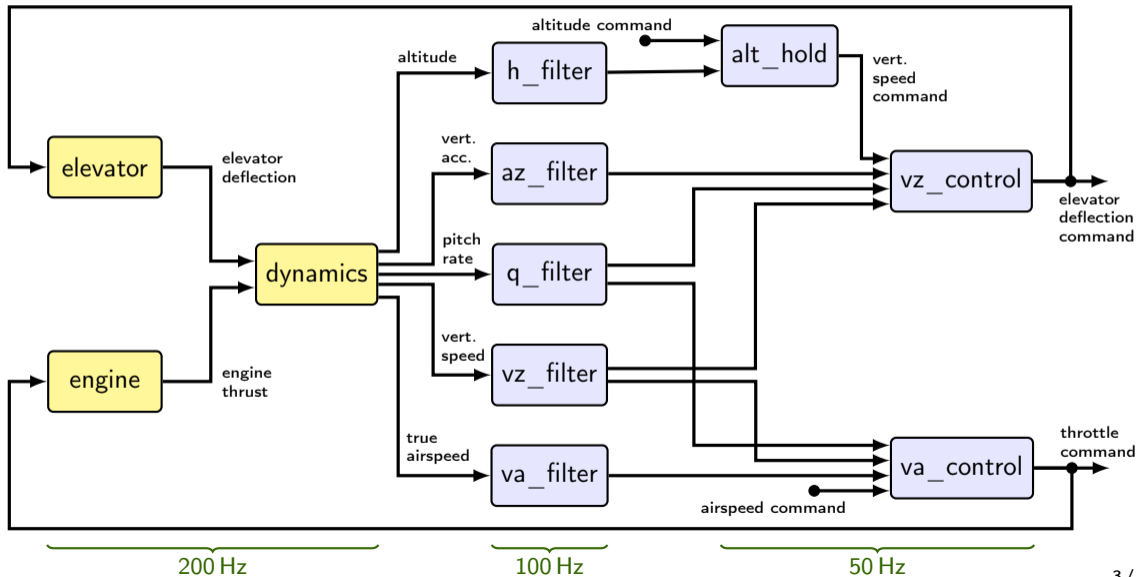 altitude command
altitude
h_filter
alt_hold
vert.
speed
command
elevator
elevator
deflection
vert.
acc.
az_filter
vz_control
elevator
deflection
command
dynamics
pitch
rate
q_filter
engine
engine
thrust
vert.
speed
vz_filter
true
airspeed
va_filter
va_control
throttle
command
airspeed command
200 Hz
100 Hz
50 Hz
3 /